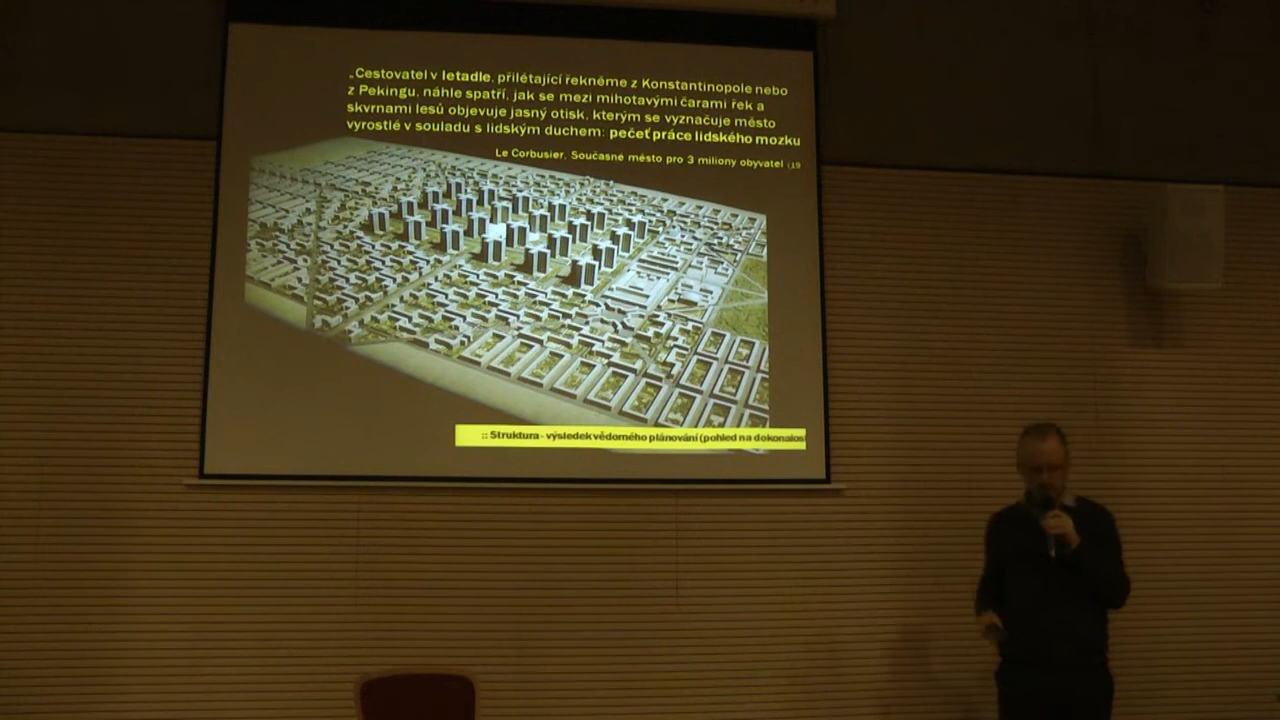 „Cestovatel v letadle, přilétající řekněme z Konstantinopole nebo
z Pekingu, náhle spatří, jak se mezi mihotavými čarami řek a
skvrnami lesů objevuje jasný otisk, kterým se vyznačuje město
vyrostlé v souladu s lidským duchem: pečeť práce lidského mozku
Le Corbusier, Současné město pro 3 miliony obyvatel (19
:: Struktura - výsledek vědomého plánování (pohled na dokonalos